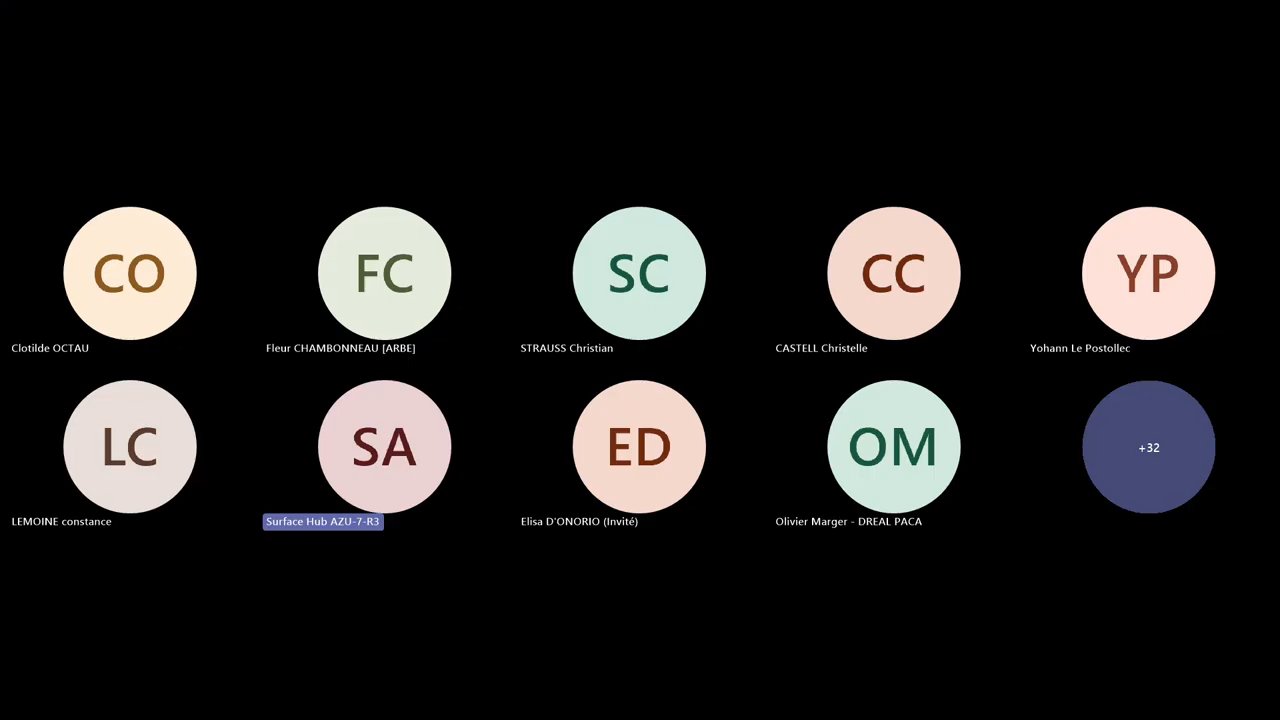 CO
FC
SC
CC
YP
Clotilde OCTAU
Fleur CHAMBONNEAU [ARBE]
STRAUSS Christian
CASTELL Christelle
Yohann Le Postollec
LC
SA
ED
OM
+32
LEMOINE constance
Surface Hub AZU-7-R3
Elisa D'ONORIO (Invité)
Olivier Marger - DREAL PACA